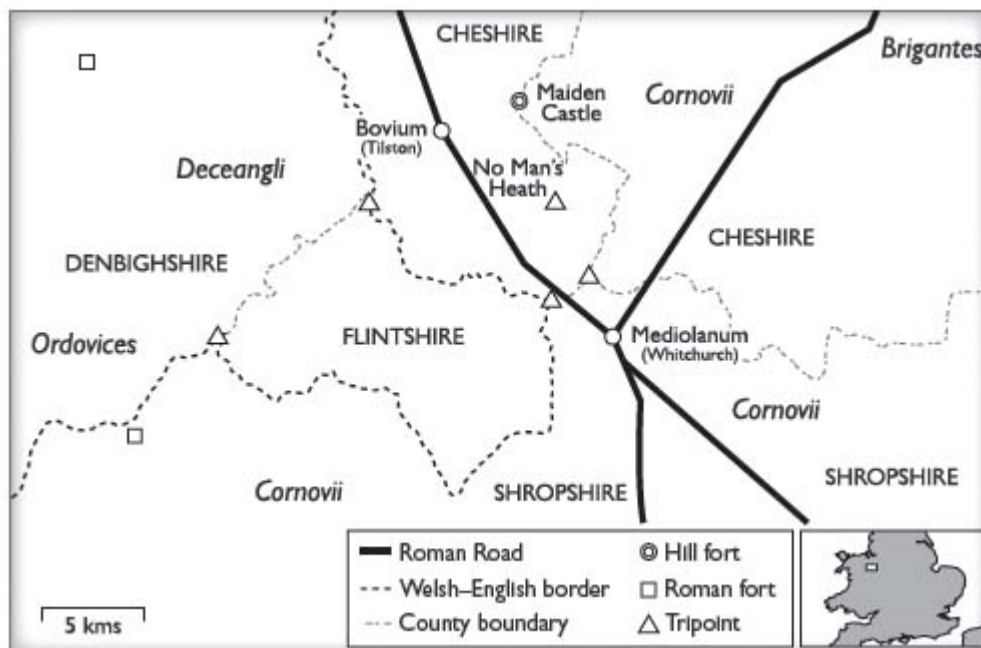 CHESHIRE
Brigantes
Maiden
Castle
Cornovii
Bovium
(Tilston)
No Man's
Heath
Deceangli
CHESHIRE
DENBIGHSHIRE
Ordovices
FLINTSHIRE
Mediolanum
(Whitchurch)
Cornovii
Cornovii
SHROPSHIRE
SHROPSHIRE
Roman Road
Hill fort
Welsh–English border
Roman fort
County boundary
Tripoint
5 kms